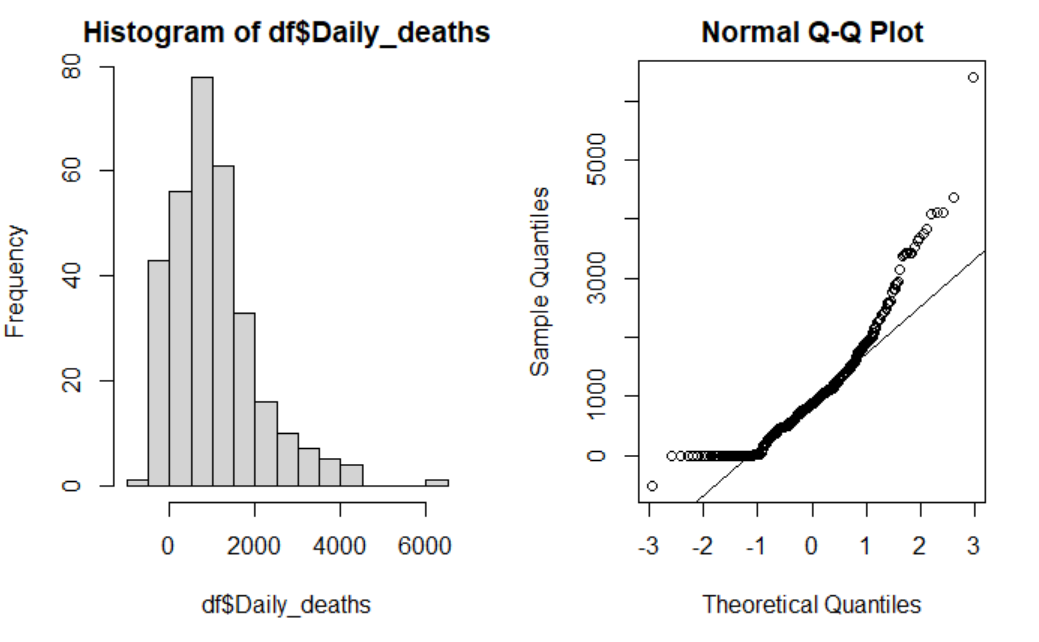 Histogram of df$Daily_deaths
Frequency
0
20
40
60
80
0 2000 4000 6000
df$Daily_deaths
Normal Q-Q Plot
Sample Quantiles
0
1000
3000
5000
-3 -2 -1 0 1 2 3
Theoretical Quantiles